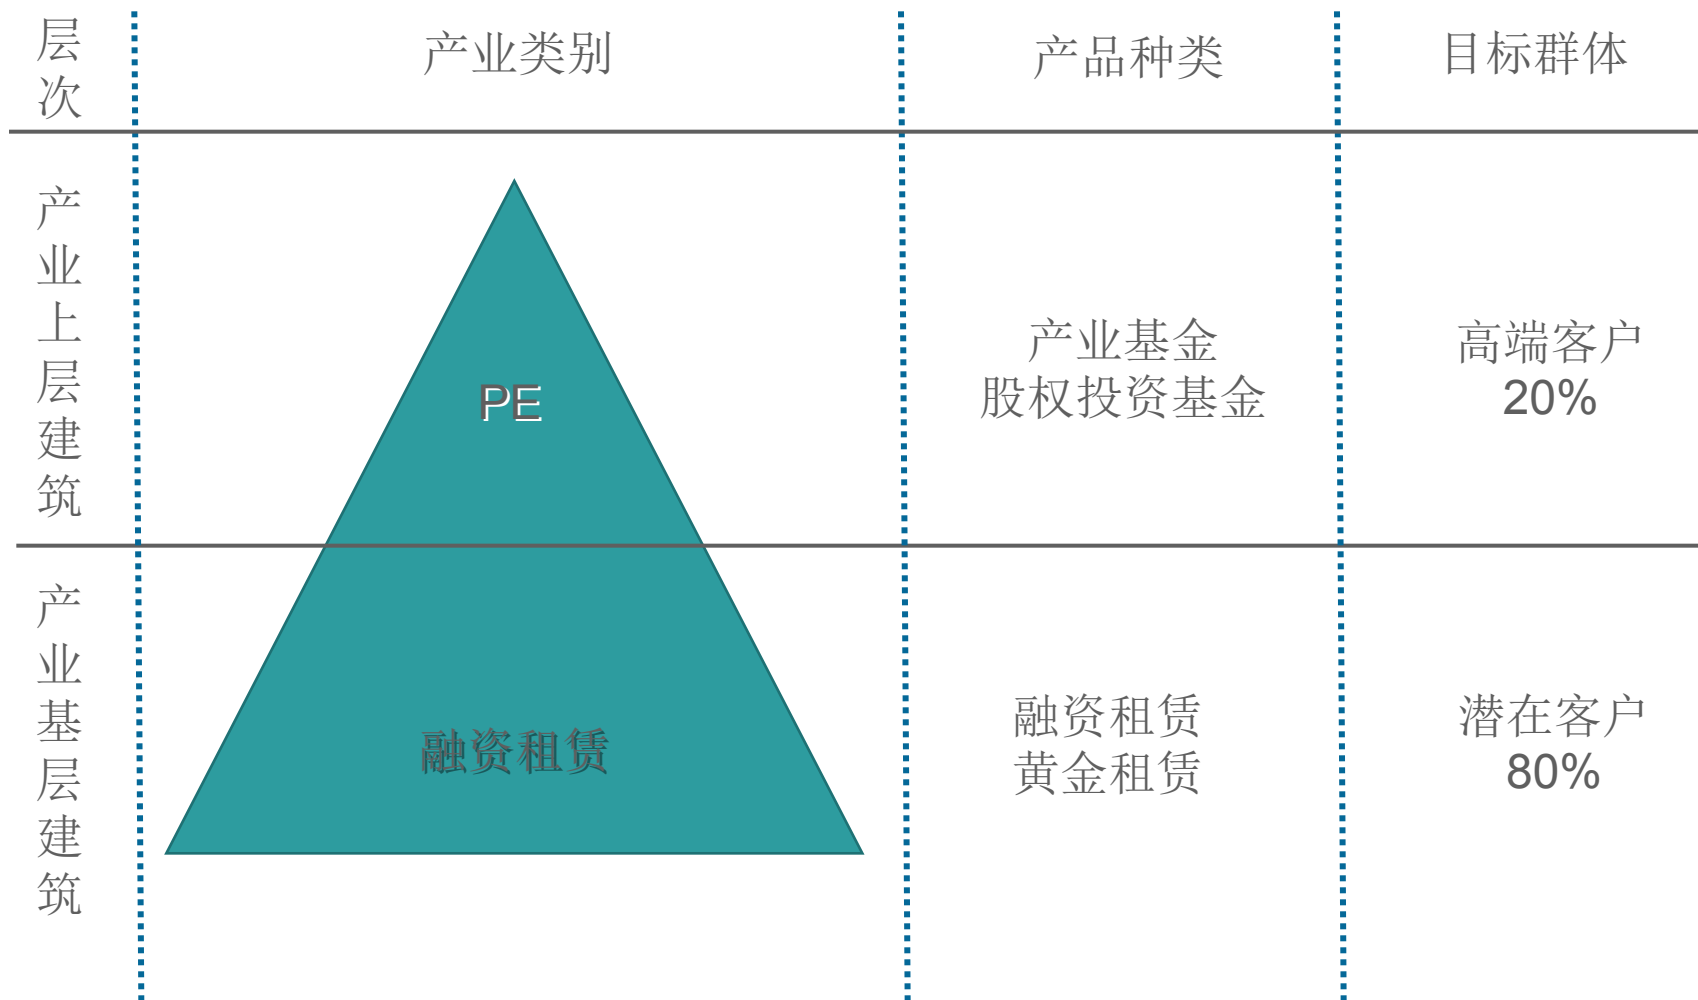 层次
产业类别
产品种类
目标群体
产业上层建筑
PE
产业基金
股权投资基金
高端客户
20%
产业基层建筑
融资租赁
融资租赁
黄金租赁
潜在客户
80%